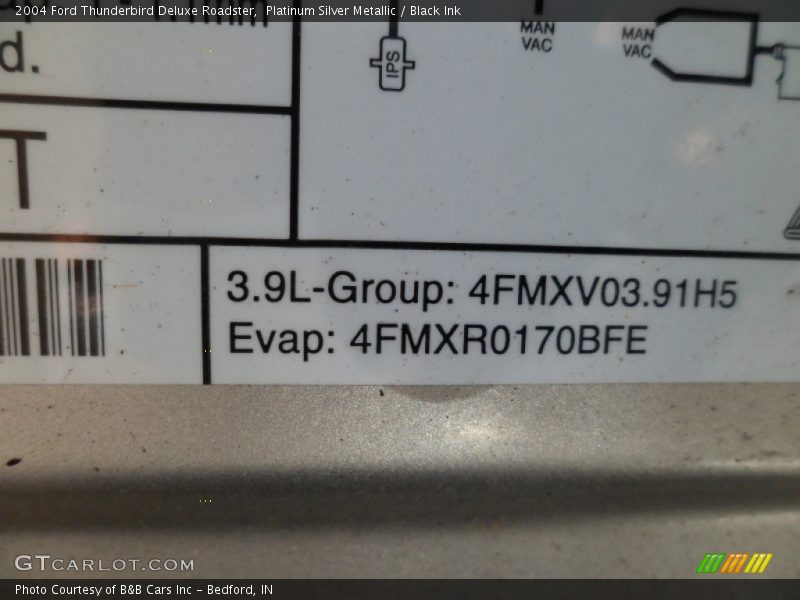 2004 Ford Thunderbird Deluxe Roadster,  Platinum Silver Metallic / Black Ink
d.
IPS
MAN
VAC
MAN
VAC
T
3.9L-Group: 4FMXV03.91H5
Evap: 4FMXR0170BFE
GTCARLOT.COM
Photo Courtesy of B&B Cars Inc - Bedford, IN